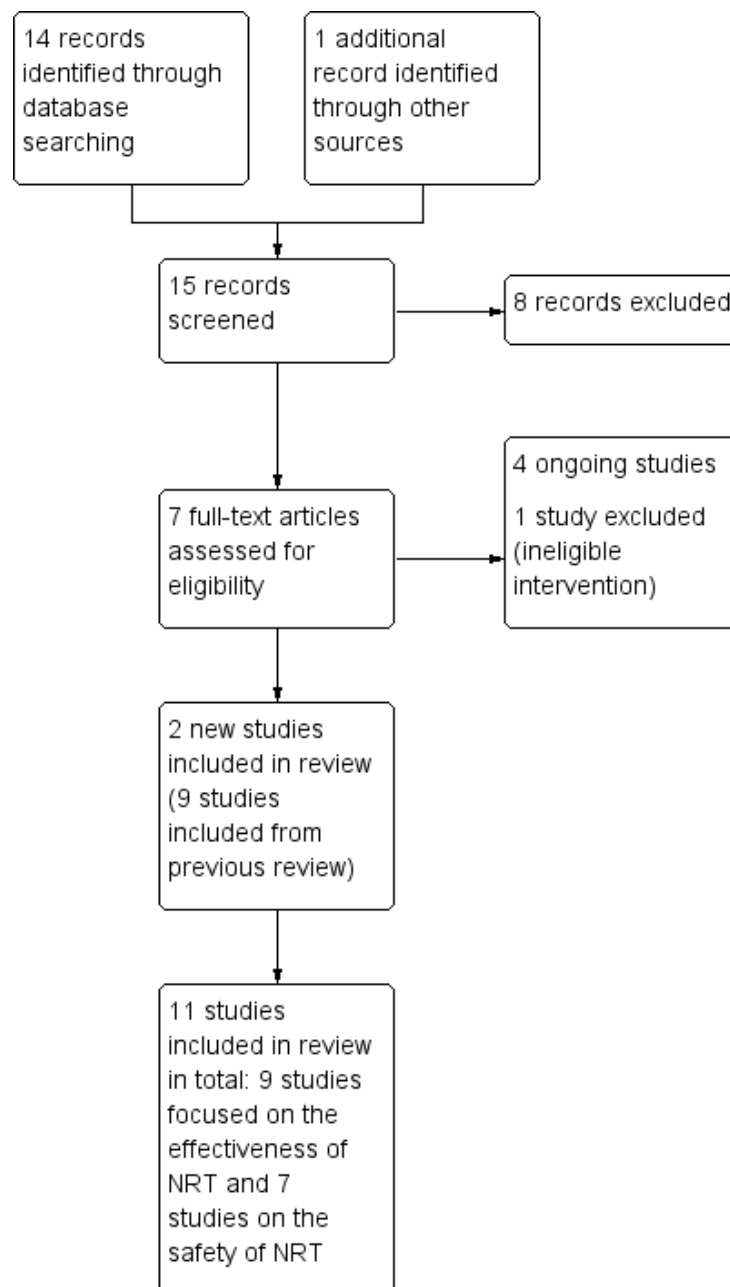 14 records
identified through
database
searching
1 additional
record identified
through other
sources
15 records
screened
8 records excluded
7 full-text articles
assessed for
eligibility
4 ongoing studies
1 study excluded
(ineligible
intervention)
2 new studies
included in review
(9 studies
included from
previous review)
11 studies
included in review
in total: 9 studies
focused on the
effectiveness of
NRT and 7
studies on the
safety of NRT